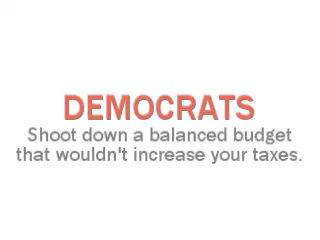 DEMOCRATS
Shoot down a balanced budget
that wouldn't increase your taxes.